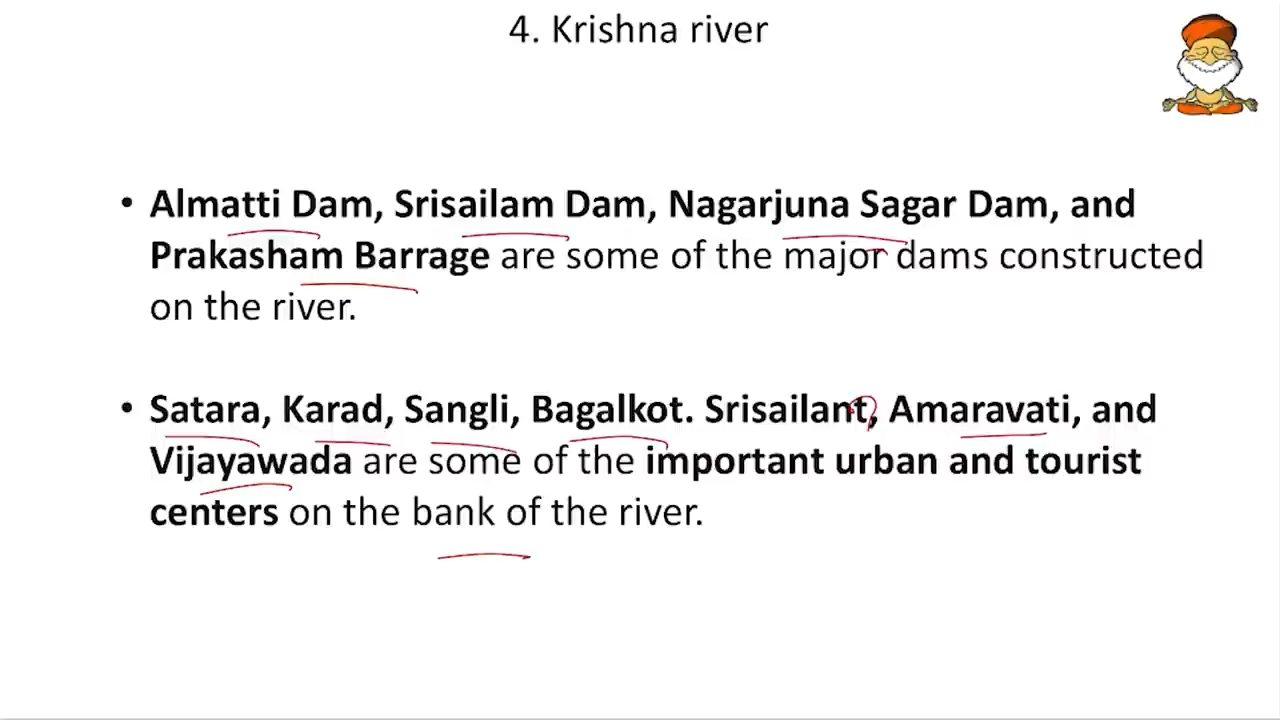 4. Krishna river
• Almatti Dam, Srisailam Dam, Nagarjuna Sagar Dam, and
Prakasham Barrage are some of the major dams constructed
on the river.
• Satara, Karad, Sangli, Bagalkot. Srisailant, Amaravati, and
Vijayawada are some of the important urban and tourist
centers on the bank of the river.